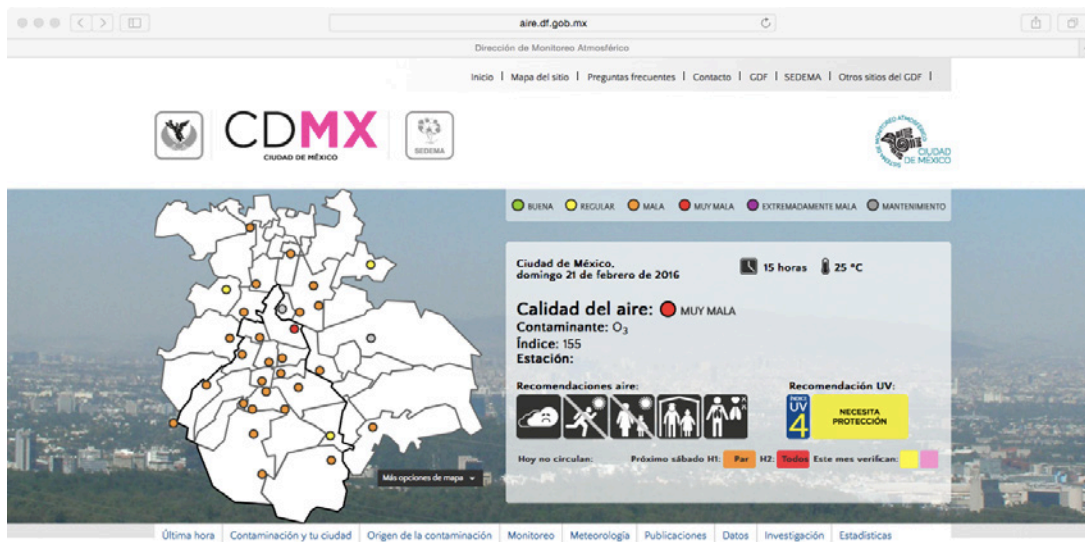 aire.df.gob.mx
Dirección de Monitoreo Atmosférico
Inicio | Mapa del sitio | Preguntas frecuentes | Contacto | GDF | SEDEMA | Otros sitios del GDF |
CDMX
CIUDAD DE MÉXICO
SEDEMA
SISTEMA DE MONITOREO ATMOSFÉRICO
CIUDAD
DE MÉXICO
BUENA REGULAR MALA MUY MALA EXTREMADAMENTE MALA MANTENIMIENTO
Ciudad de México,
domingo 21 de febrero de 2016
15 horas 25 °C
Calidad del aire: MUY MALA
Contaminante: O₃
Índice: 155
Estación:
Recomendaciones aire: Recomendación UV:
ÍNDICE
UV
4
NECESITA
PROTECCIÓN
Hoy no circulan: Próximo sábado H1: Par H2: Todos Este mes verifican:
Más opciones de mapa
Última hora Contaminación y tu ciudad Origen de la contaminación Monitoreo Meteorología Publicaciones Datos Investigación Estadísticas